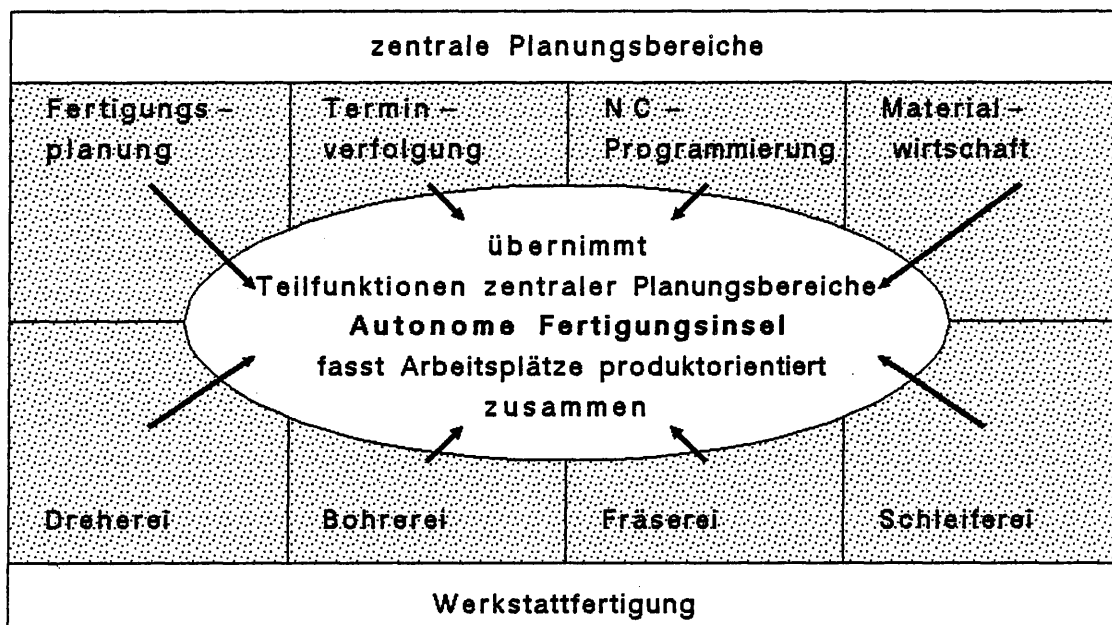 zentrale Planungsbereiche
Fertigungs-
planung
Termin-
verfolgung
NC-
Programmierung
Material-
wirtschaft
übernimmt
Teilfunktionen zentraler Planungsbereiche
Autonome Fertigungsinsel
fasst Arbeitsplätze produktorientiert
zusammen
Dreherei
Bohrerei
Fräserei
Schleiferei
Werkstattfertigung